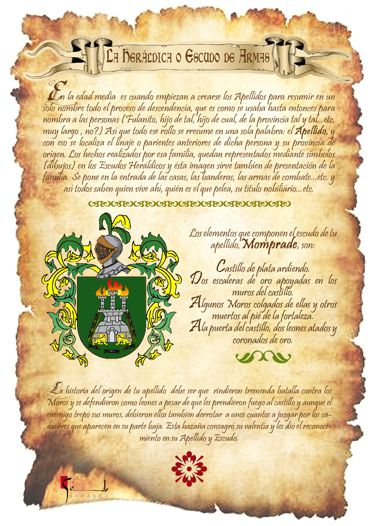 La Heráldica o Escudo de Armas
En la edad media es cuando empiezan a crearse los Apellidos para resumir en un
solo nombre todo el proceso de descendencia, que es como se usaba hasta entonces para
nombra a las personas (Fulanito, hijo de tal, hijo de cual, de la provincia tal y tal...etc,
muy largo, no?) Así que todo ese rollo se rresume en una sola palabra: el Apellido, y con
eso se localiza el linaje o parientes anteriores de dicha persona y su provincia de
origen. Los hechos realizados por esa familia, quedan representados mediante símbolos
(dibujos) en los Escudos Heráldicos y ésta imagen sirve tambien de presentación de la
familia. Se pone en la entrada de las casas, las banderas, las armas de combate...etc, y
así todos saben quien vive ahí, quién es el que pelea, su titulo nobiliario...etc.
Los elementos que componen el escudo de tu
apellido, Momprade, son:
Castillo de plata ardiendo.
Dos escaleras de oro apoyadas en los
muros del castillo.
Algunos Moros colgados de ellas y otros
muertos al pié de la fortaleza.
A la puerta del castillo, dos leones alados y
coronados de oro.
La historia del origen de tu apellido debe ser que rindieron tremenda batalla contra los
Moros y se defendieron como leones a pesar de que les prendieron fuego al castillo y aunque el
enemigo trepo sus muros, debieron ellos tambien derrotar a unos cuantos a juzgar por los ca-
dáveres que aparecen en su parte baja. Esta hazaña consagró su valentia y les dió el reconoci-
miento en su Apellido y Escudo.